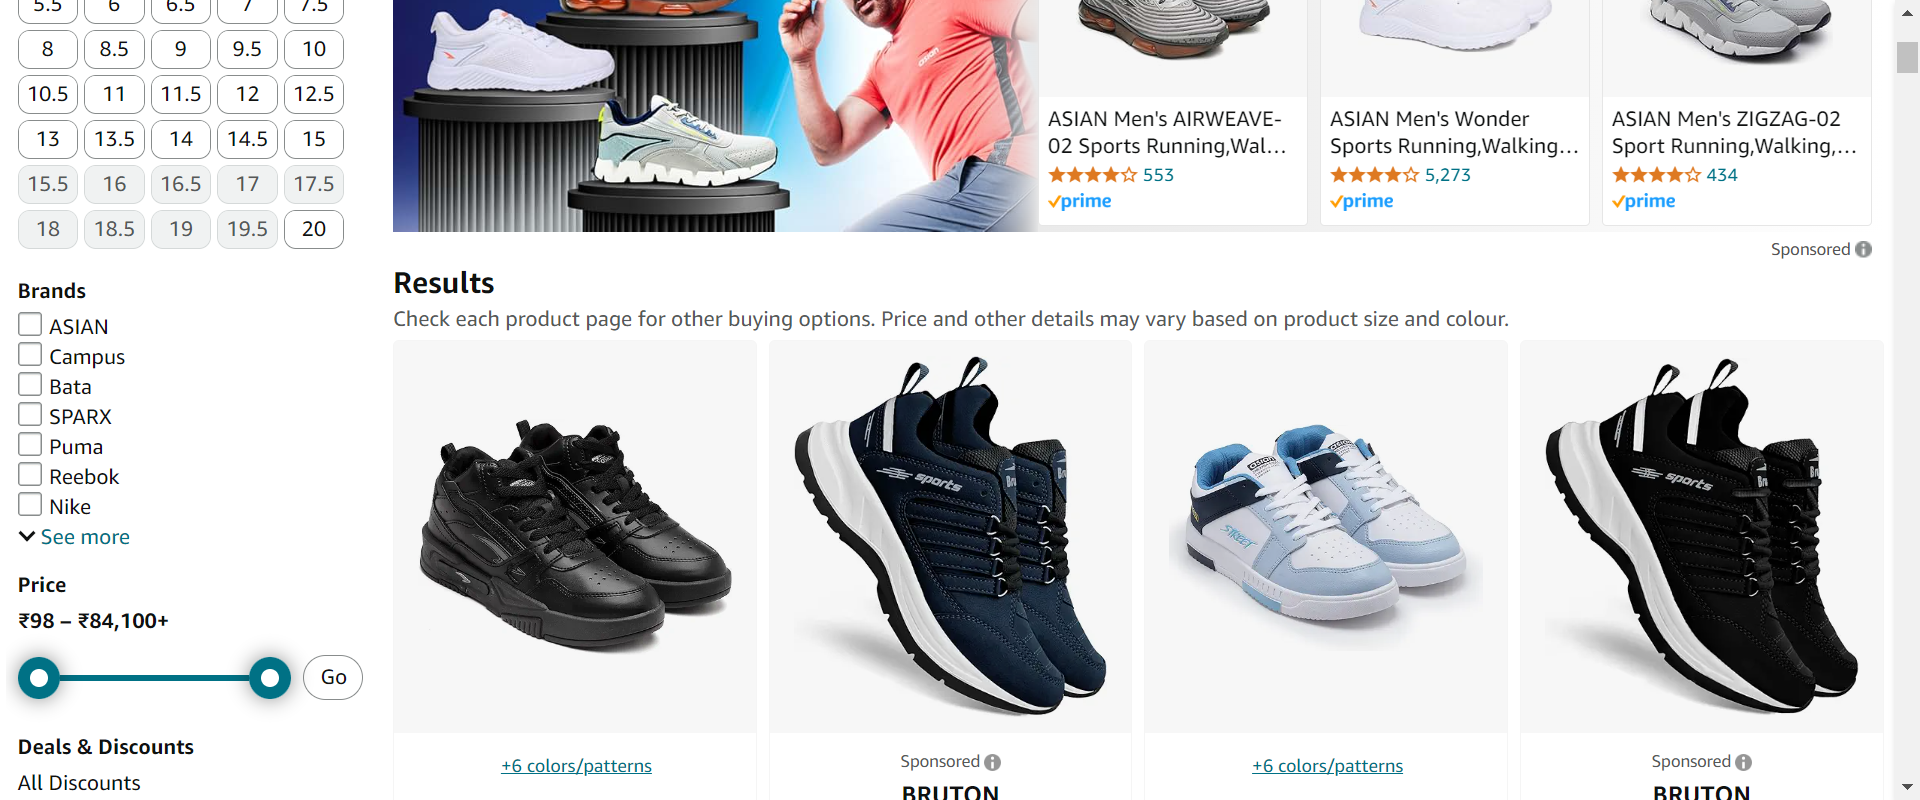 5.5 6 6.5 7 7.5
8 8.5 9 9.5 10
10.5 11 11.5 12 12.5
13 13.5 14 14.5 15
15.5 16 16.5 17 17.5
18 18.5 19 19.5 20
Brands
ASIAN
Campus
Bata
SPARX
Puma
Reebok
Nike
See more
Price
₹98 – ₹84,100+
Go
Deals & Discounts
All Discounts
asian
ASIAN Men's AIRWEAVE-
02 Sports Running,Wal...
553
prime
ASIAN Men's Wonder
Sports Running,Walking...
5,273
prime
ASIAN Men's ZIGZAG-02
Sport Running,Walking,...
434
prime
Sponsored
Results
Check each product page for other buying options. Price and other details may vary based on product size and colour.
+6 colors/patterns
sports
Sponsored
BRUTON
asian
STREET
+6 colors/patterns
sports
Sponsored
BRUTON